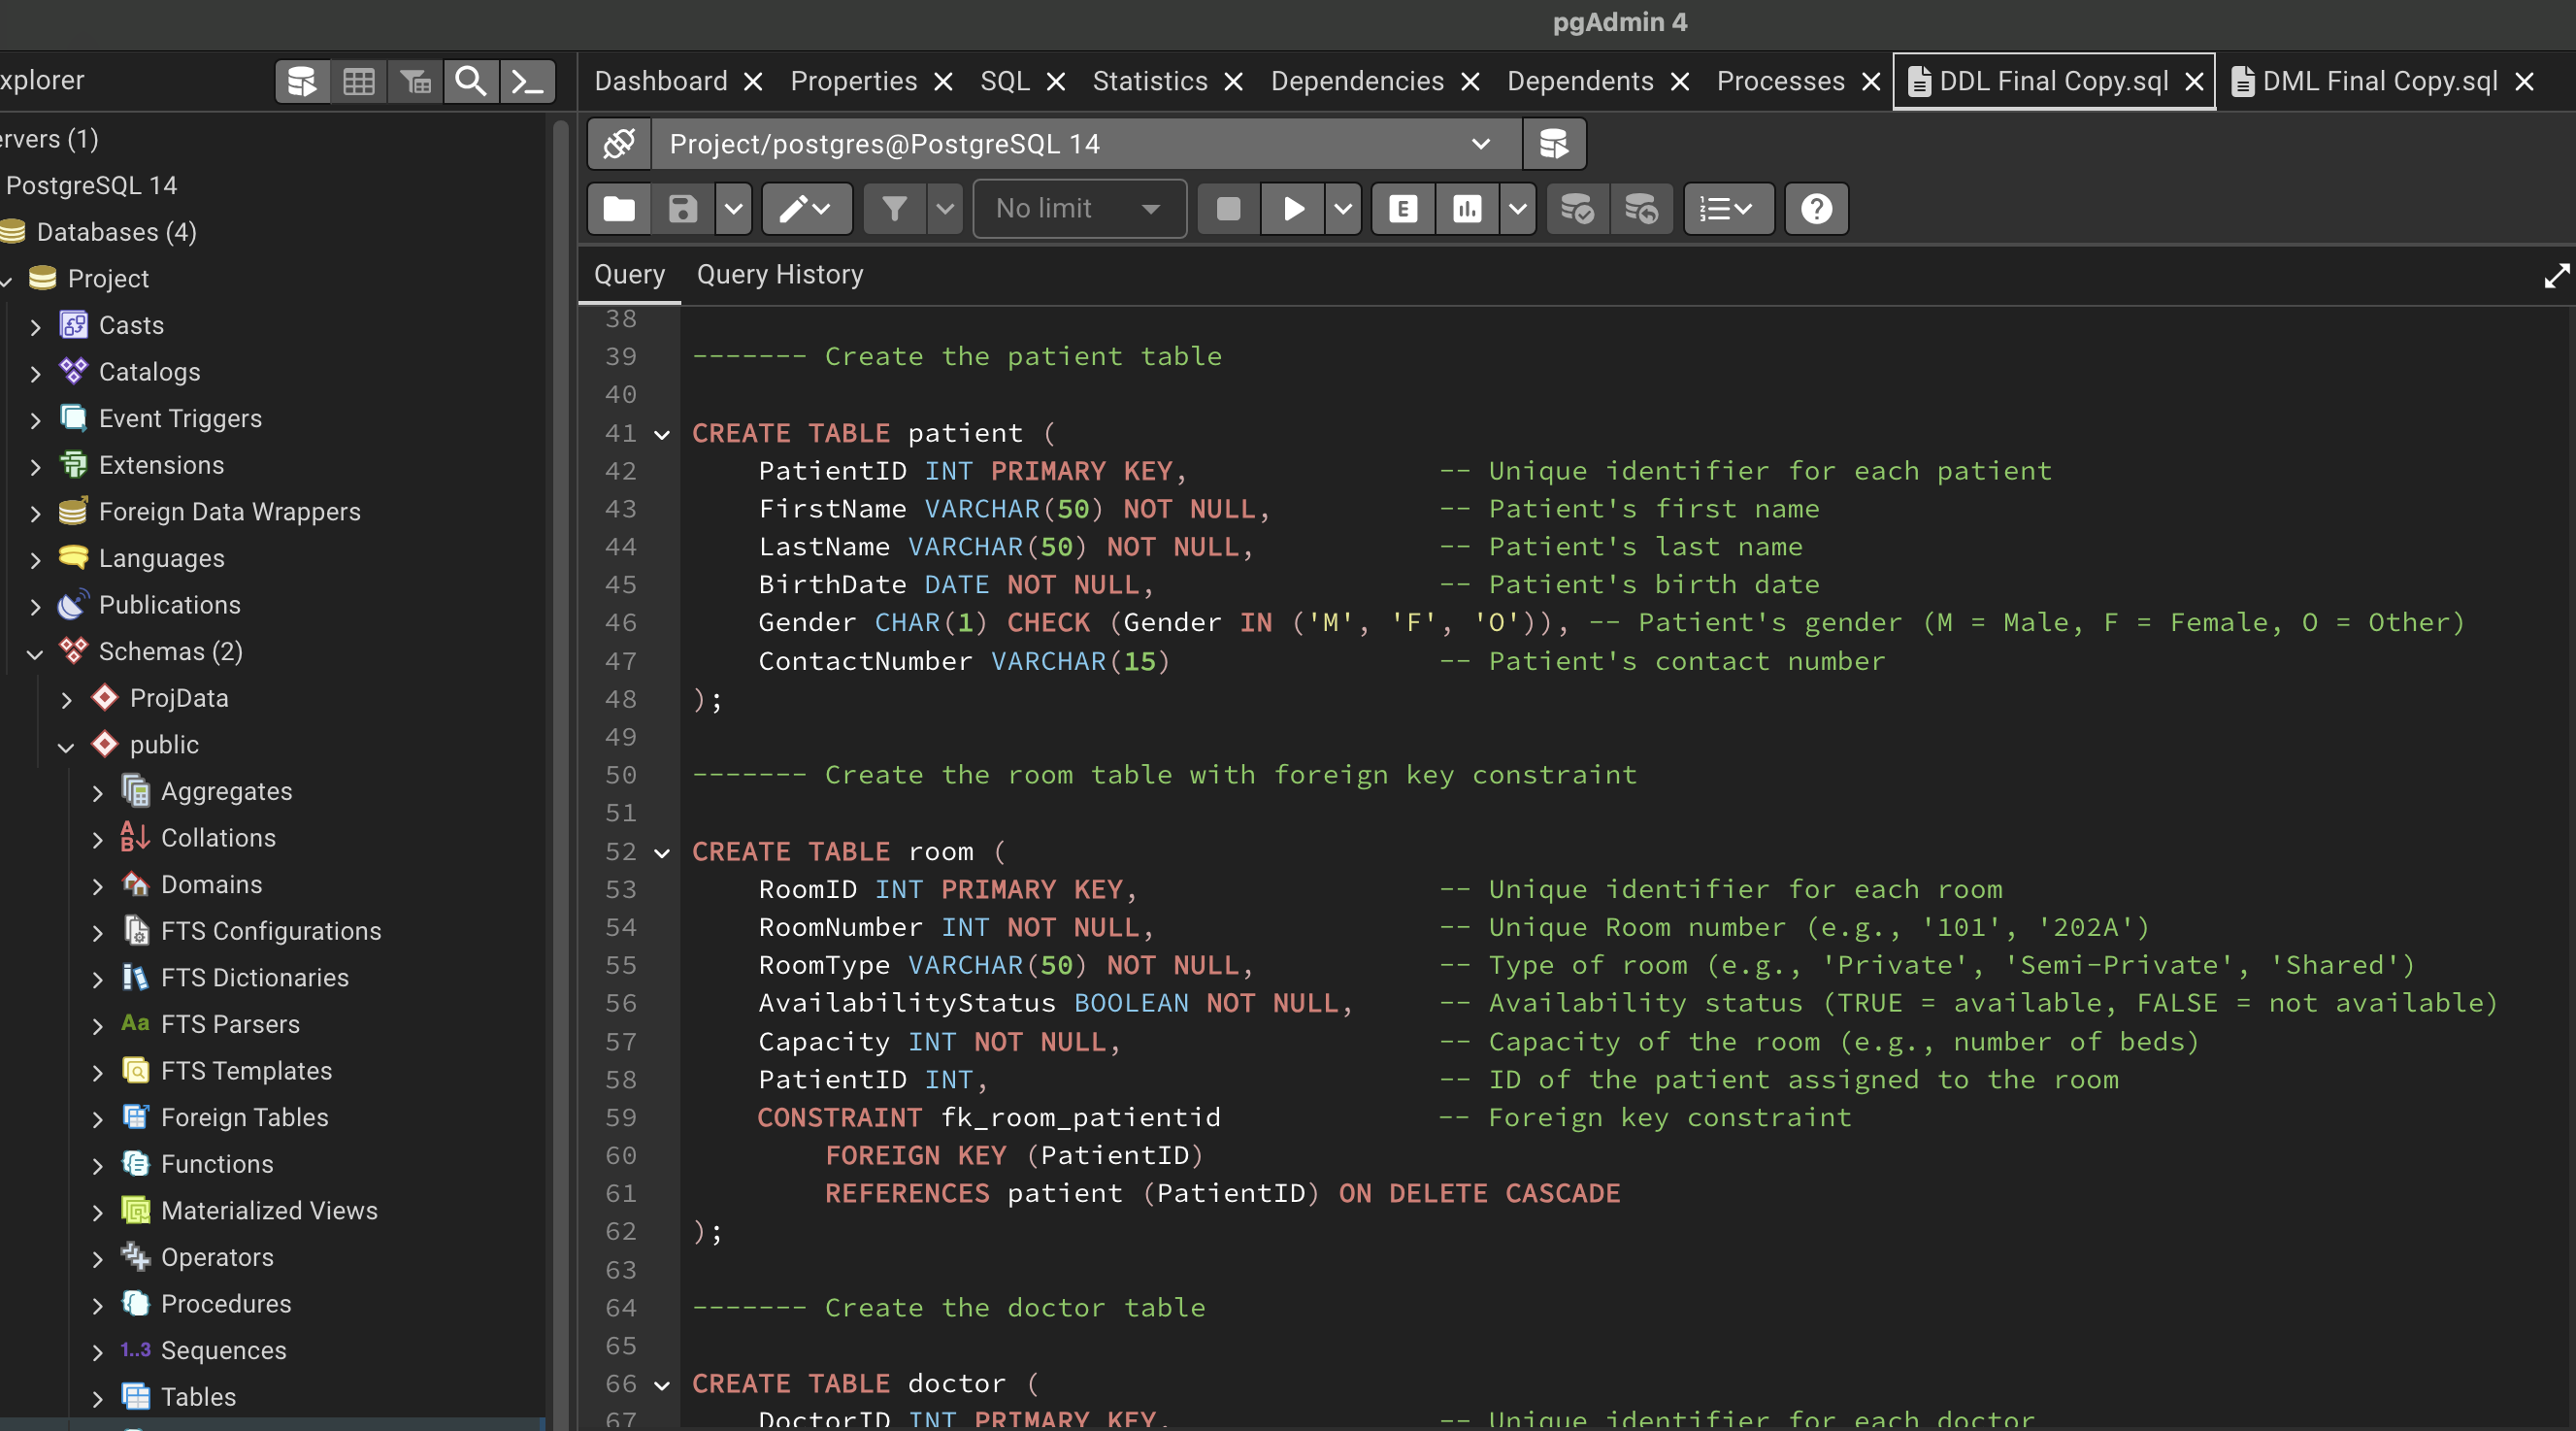 pgAdmin 4
xplorer
Dashboard Properties SQL Statistics Dependencies Dependents Processes DDL Final Copy.sql DML Final Copy.sql
Project/postgres@PostgreSQL 14
No limit
Query Query History
ervers (1)
PostgreSQL 14
Databases (4)
Project
Casts
Catalogs
Event Triggers
Extensions
Foreign Data Wrappers
Languages
Publications
Schemas (2)
ProjData
public
Aggregates
Collations
Domains
FTS Configurations
FTS Dictionaries
Aa FTS Parsers
FTS Templates
Foreign Tables
Functions
Materialized Views
Operators
Procedures
1..3 Sequences
Tables
38
39 ------- Create the patient table
40
41 CREATE TABLE patient (
42 PatientID INT PRIMARY KEY, -- Unique identifier for each patient
43 FirstName VARCHAR(50) NOT NULL, -- Patient's first name
44 LastName VARCHAR(50) NOT NULL, -- Patient's last name
45 BirthDate DATE NOT NULL, -- Patient's birth date
46 Gender CHAR(1) CHECK (Gender IN ('M', 'F', 'O')), -- Patient's gender (M = Male, F = Female, O = Other)
47 ContactNumber VARCHAR(15) -- Patient's contact number
48 );
49
50 ------- Create the room table with foreign key constraint
51
52 CREATE TABLE room (
53 RoomID INT PRIMARY KEY, -- Unique identifier for each room
54 RoomNumber INT NOT NULL, -- Unique Room number (e.g., '101', '202A')
55 RoomType VARCHAR(50) NOT NULL, -- Type of room (e.g., 'Private', 'Semi-Private', 'Shared')
56 AvailabilityStatus BOOLEAN NOT NULL, -- Availability status (TRUE = available, FALSE = not available)
57 Capacity INT NOT NULL, -- Capacity of the room (e.g., number of beds)
58 PatientID INT, -- ID of the patient assigned to the room
59 CONSTRAINT fk_room_patientid -- Foreign key constraint
60 FOREIGN KEY (PatientID)
61 REFERENCES patient (PatientID) ON DELETE CASCADE
62 );
63
64 ------- Create the doctor table
65
66 CREATE TABLE doctor (
67 DoctorID INT PRIMARY KEY, -- Unique identifier for each doctor